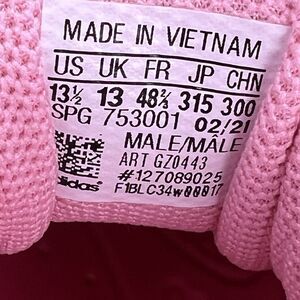 MADE IN VIETNAM
US UK FR JP CHN
13½ 13 48⅔ 315 300
SPG 753001 02/21
MALE/MÂLE
ART GZ0443
#127089025
adidas F1BLC34W00017